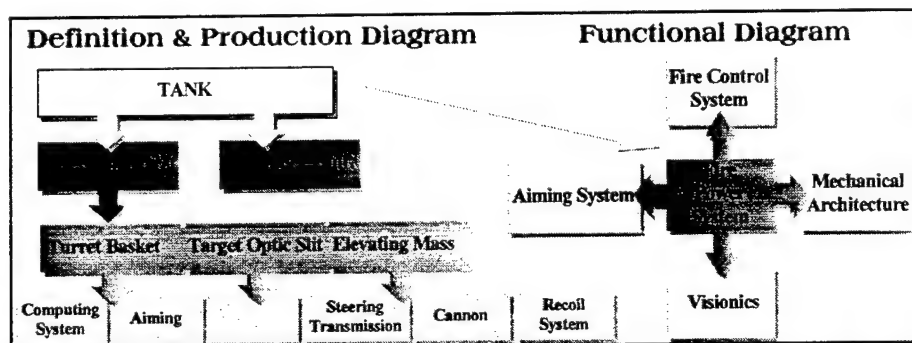 Definition & Production Diagram
Functional Diagram
TANK
Fire Control
System
Aiming System
System
Mechanical
Architecture
Turret Basket
Target Optic Slit
Elevating Mass
Computing
System
Aiming
Steering
Transmission
Cannon
Recoil
System
Visionics